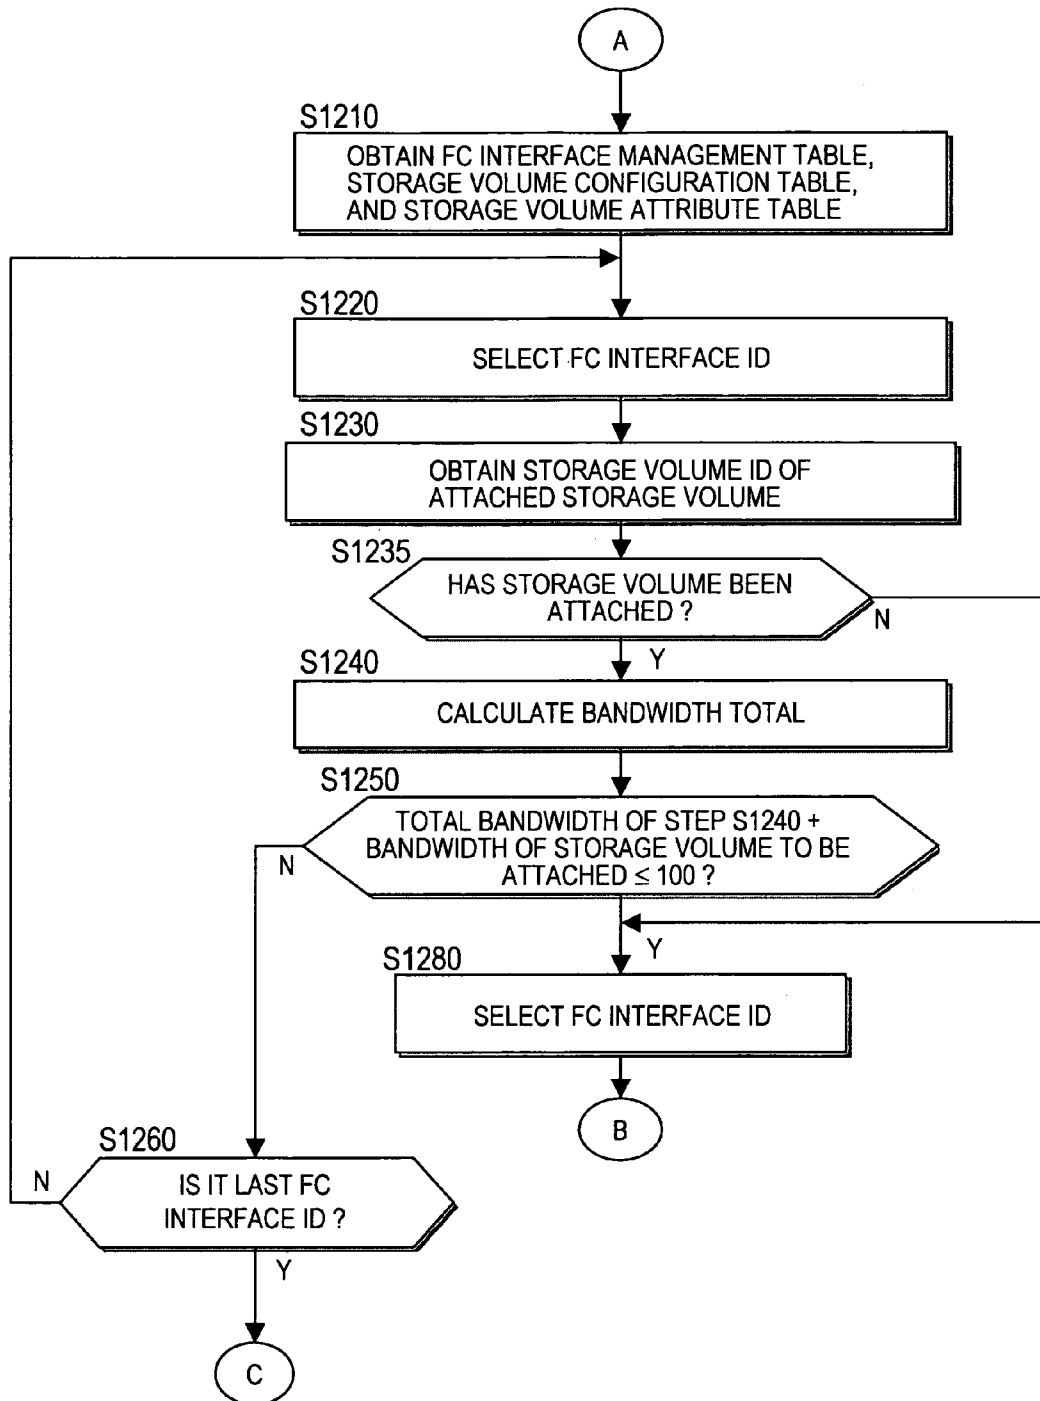 A
S1210
OBTAIN FC INTERFACE MANAGEMENT TABLE,
STORAGE VOLUME CONFIGURATION TABLE,
AND STORAGE VOLUME ATTRIBUTE TABLE
S1220
SELECT FC INTERFACE ID
S1230
OBTAIN STORAGE VOLUME ID OF
ATTACHED STORAGE VOLUME
S1235
HAS STORAGE VOLUME BEEN
ATTACHED ?
N
Y
S1240
CALCULATE BANDWIDTH TOTAL
S1250
TOTAL BANDWIDTH OF STEP S1240 +
BANDWIDTH OF STORAGE VOLUME TO BE
ATTACHED ≤ 100 ?
N
Y
S1280
SELECT FC INTERFACE ID
B
S1260
N
IS IT LAST FC
INTERFACE ID ?
Y
C